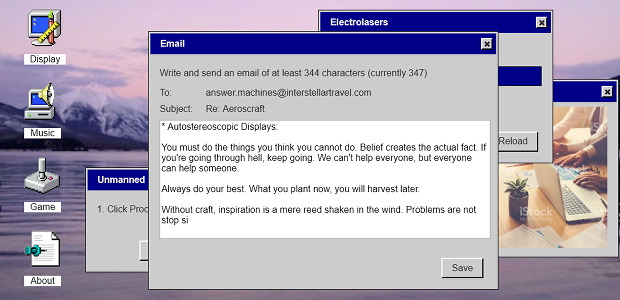 Display
Music
Game
About
Electrolasers
Reload
iStock
iStock
Unmanned
1. Click Proc
Email
Write and send an email of at least 344 characters (currently 347)
To: answer.machines@interstellartravel.com
Subject: Re: Aeroscraft
* Autostereoscopic Displays:
You must do the things you think you cannot do. Belief creates the actual fact. If
you're going through hell, keep going. We can't help everyone, but everyone
can help someone.
Always do your best. What you plant now, you will harvest later.
Without craft, inspiration is a mere reed shaken in the wind. Problems are not
stop si
Save